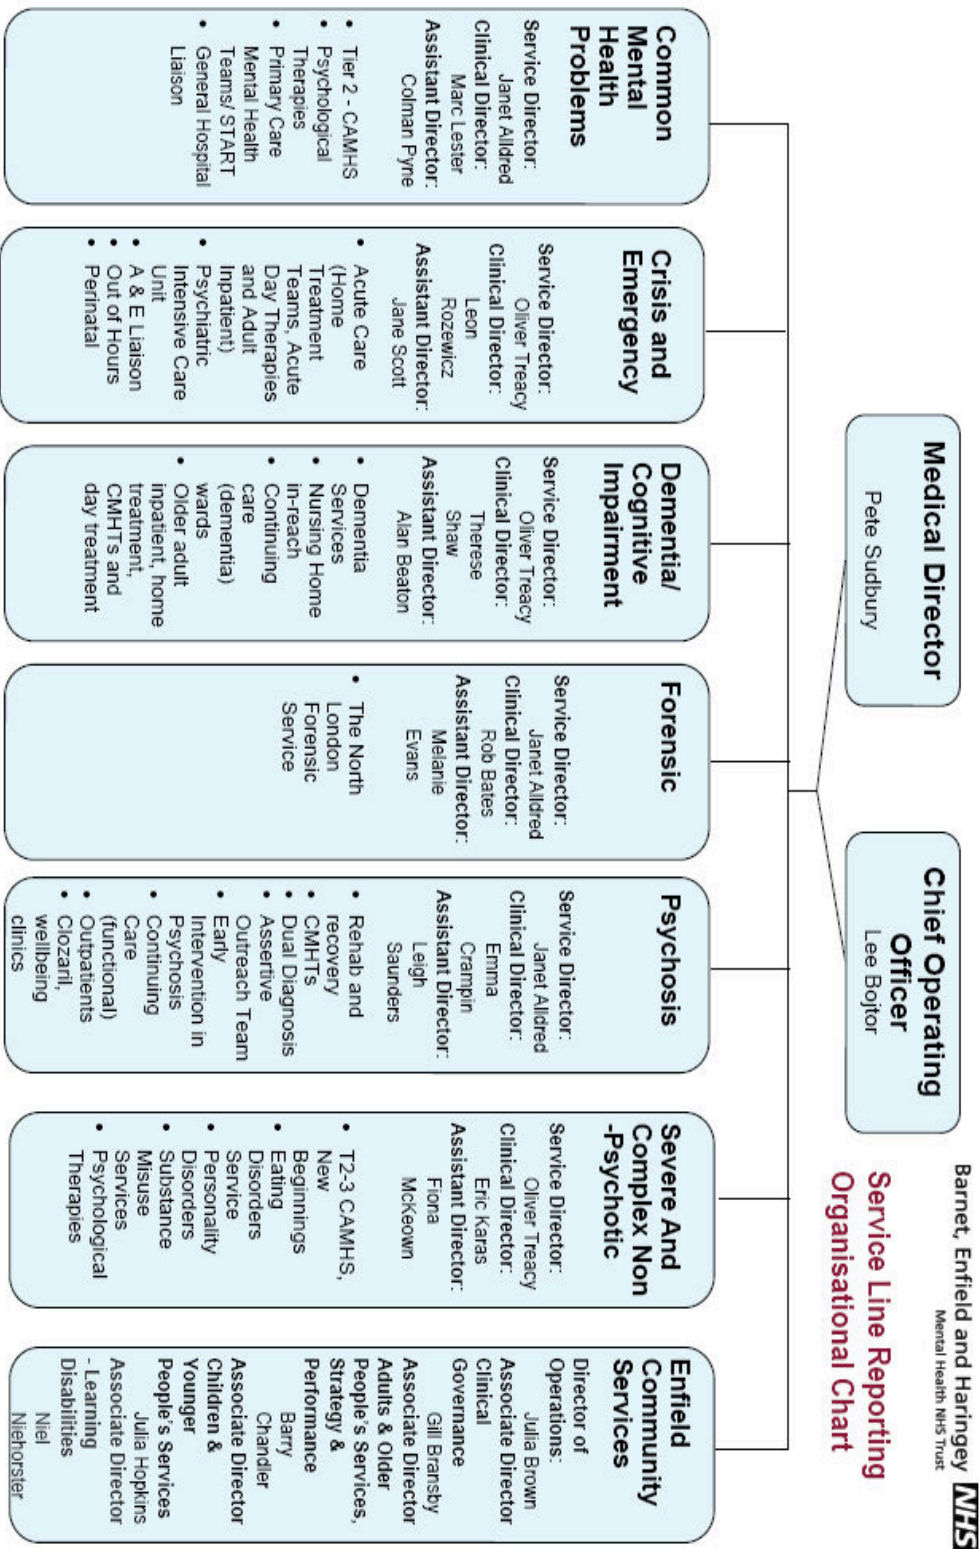 Barnet, Enfield and Haringey NHS
Mental Health NHS Trust
Service Line Reporting
Organisational Chart
Medical Director
Pete Sudbury
Chief Operating
Officer
Lee Bojtor
Common
Mental
Health
Problems
Service Director:
Janet Alldred
Clinical Director:
Marc Lester
Assistant Director:
Colman Pyne
• Tier 2 - CAMHS
• Psychological
Therapies
• Primary Care
Mental Health
Teams/ START
• General Hospital
Liaison
Crisis and
Emergency
Service Director:
Oliver Treacy
Clinical Director:
Leon
Rozewicz
Assistant Director:
Jane Scott
• Acute Care
(Home
Treatment
Teams, Acute
Day Therapies
and Adult
Inpatient)
• Psychiatric
Intensive Care
Unit
• A & E Liaison
• Out of Hours
• Perinatal
Dementia/
Cognitive
Impairment
Service Director:
Oliver Treacy
Clinical Director:
Therese
Shaw
Assistant Director:
Alan Beaton
• Dementia
Services
• Nursing Home
in-reach
• Continuing
care
(dementia)
wards
• Older adult
inpatient, home
treatment,
CMHTs and
day treatment
Forensic
Service Director:
Janet Alldred
Clinical Director:
Rob Bates
Assistant Director:
Melanie
Evans
• The North
London
Forensic
Service
Psychosis
Service Director:
Janet Alldred
Clinical Director:
Emma
Crampin
Assistant Director:
Leigh
Saunders
• Rehab and
recovery
• CMHTs
• Dual Diagnosis
• Assertive
Outreach Team
• Early
Intervention in
Psychosis
• Continuing
Care
(functional)
• Outpatients
• Clozaril,
wellbeing
clinics
Severe And
Complex Non
-Psychotic
Service Director:
Oliver Treacy
Clinical Director:
Eric Karas
Assistant Director:
Fiona
McKeown
• T2-3 CAMHS,
New
Beginnings
• Eating
Disorders
Service
• Personality
Disorders
• Substance
Misuse
Services
• Psychological
Therapies
Enfield
Community
Services
Director of
Operations:
Julia Brown
Associate Director
Clinical
Governance
Gill Bransby
Associate Director
Adults & Older
People's Services,
Strategy &
Performance
Barry
Chandler
Associate Director
Children &
Younger
People's Services
Julia Hopkins
Associate Director
- Learning
Disabilities
Niel
Niehorster